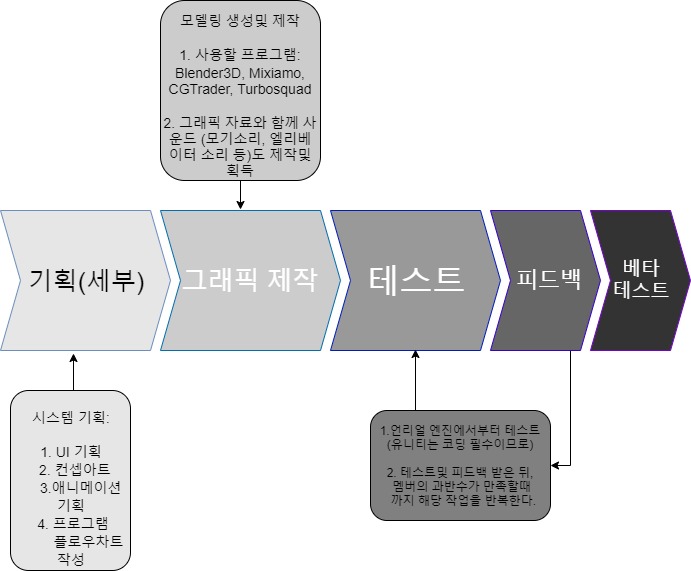 모델링 생성및 제작
1. 사용할 프로그램:
Blender3D, Mixiamo,
CGTrader, Turbosquad
2. 그래픽 자료와 함께 사
운드 (모기소리, 엘리베
이터 소리 등)도 제작및
획득
기획(세부)
그래픽 제작
테스트
피드백
베타
테스트
시스템 기획:
1. UI 기획
2. 컨셉아트
3.애니메이션
기획
4. 프로그램
플로우차트
작성
1.언리얼 엔진에서부터 테스트
(유니티는 코딩 필수이므로)
2. 테스트및 피드백 받은 뒤,
멤버의 과반수가 만족할때
까지 해당 작업을 반복한다.